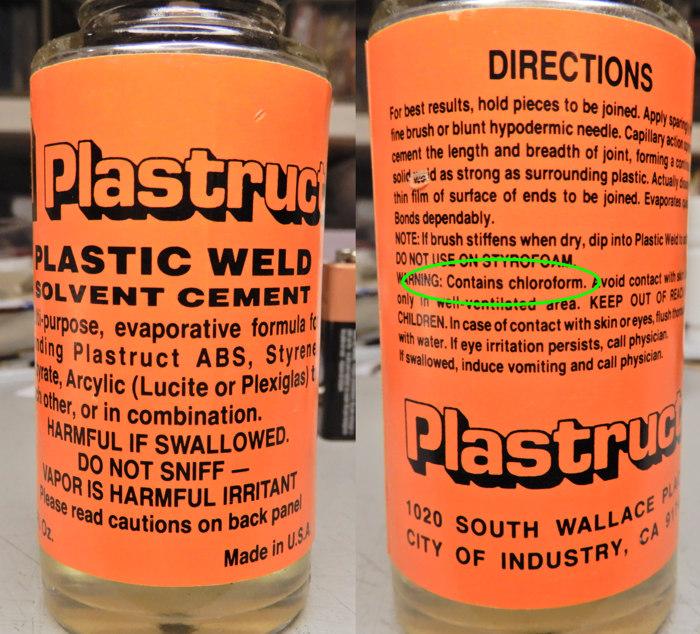 Plastruct
PLASTIC WELD
SOLVENT CEMENT
-purpose, evaporative formula
Plastruct ABS, Styrene
Arcylic (Lucite or Plexiglas)
other, or in combination.
HARMFUL IF SWALLOWED.
DO NOT SNIFF —
VAPOR IS HARMFUL IRRITANT
Please read cautions on back panel
Oz.
Made in U.S.A.
DIRECTIONS
For best results, hold pieces to be joined. Apply
fine brush or blunt hypodermic needle. Capillary action
cement the length and breadth of joint, forming a
solid as strong as surrounding plastic. Actually
thin film of surface of ends to be joined. Evaporates
Bonds dependably.
NOTE: If brush stiffens when dry, dip into Plastic Weld to
DO NOT USE ON STYROFOAM.
WARNING: Contains chloroform. Avoid contact with
only in well-ventilated area. KEEP OUT OF REACH
CHILDREN. In case of contact with skin or eyes, flush
with water. If eye irritation persists, call physician.
If swallowed, induce vomiting and call physician.
Plastruct
1020 SOUTH WALLACE
CITY OF INDUSTRY, CA